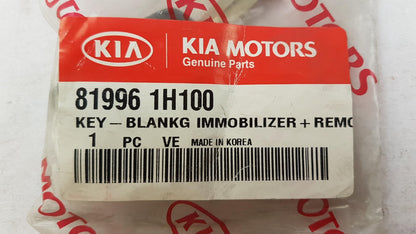 KIA
KIA MOTORS
Genuine Parts
81996 1H100
KEY-BLANKG IMMOBILIZER+REMO
1 PC VE MADE IN KOREA